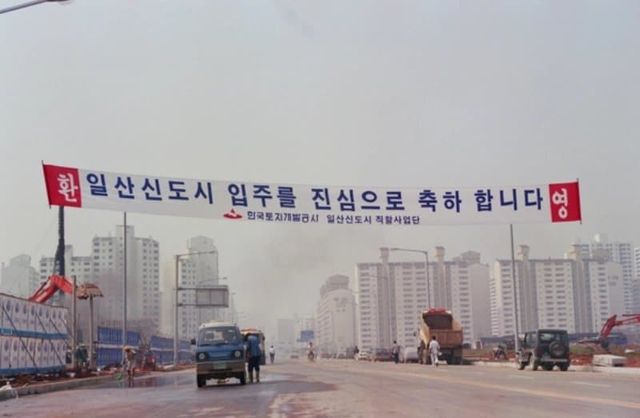 환 일산신도시 입주를 진심으로 축하 합니다 영
한국토지개발공사 일산신도시 직할사업단